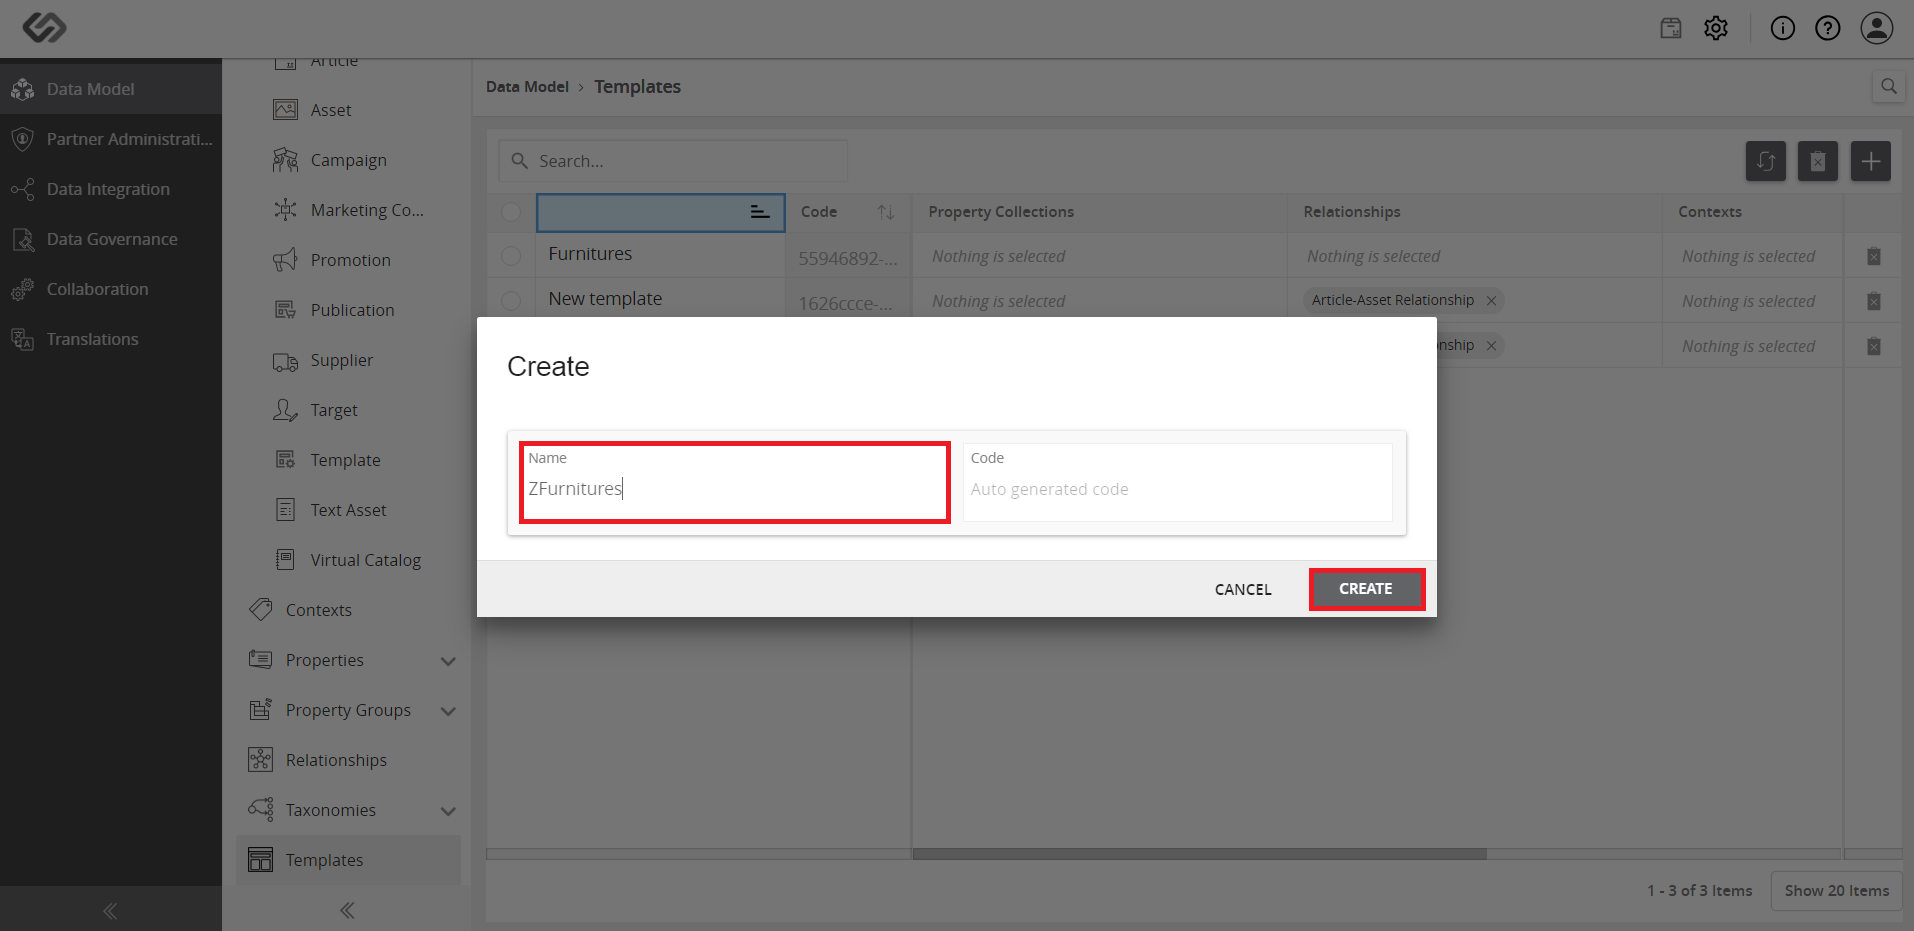 Data Model
Partner Administrati...
Data Integration
Data Governance
Collaboration
Translations
Article
Asset
Campaign
Marketing Co...
Promotion
Publication
Supplier
Target
Template
Text Asset
Virtual Catalog
Contexts
Properties
Property Groups
Relationships
Taxonomies
Templates
Data Model › Templates
Search...
Code Property Collections Relationships Contexts
Furnitures 55946892-... Nothing is selected Nothing is selected Nothing is selected
New template 1626ccce-... Nothing is selected Article-Asset Relationship Nothing is selected
Nothing is selected
Create
Name
ZFurnitures
Code
Auto generated code
CANCEL
CREATE
1 - 3 of 3 Items
Show 20 Items